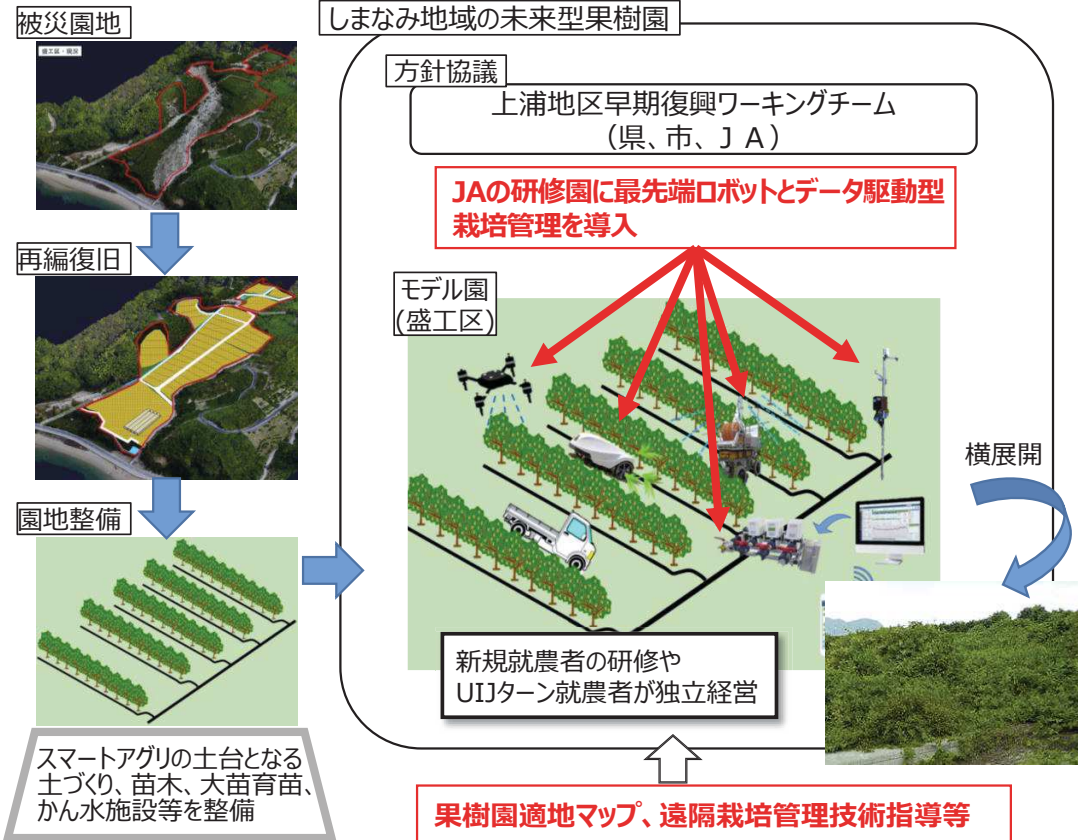 被災園地
盛工区・現況
再編復旧
園地整備
スマートアグリの土台となる
土づくり、苗木、大苗育苗、
かん水施設等を整備
しまなみ地域の未来型果樹園
方針協議
上浦地区早期復興ワーキングチーム
(県、市、JA)
JAの研修園に最先端ロボットとデータ駆動型
栽培管理を導入
モデル園
(盛工区)
横展開
新規就農者の研修や
UIJターン就農者が独立経営
果樹園適地マップ、遠隔栽培管理技術指導等